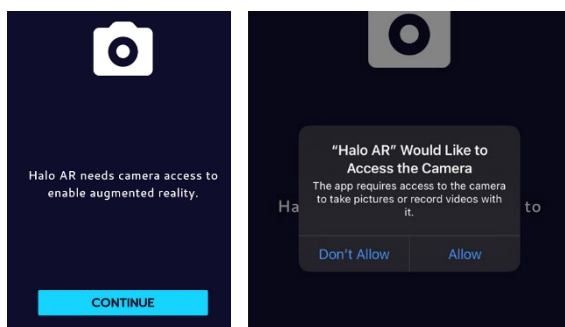 Halo AR needs camera access to
enable augmented reality.
CONTINUE
"Halo AR" Would Like to
Access the Camera
The app requires access to the camera
to take pictures or record videos with
it.
Ha
to
Don't Allow
Allow